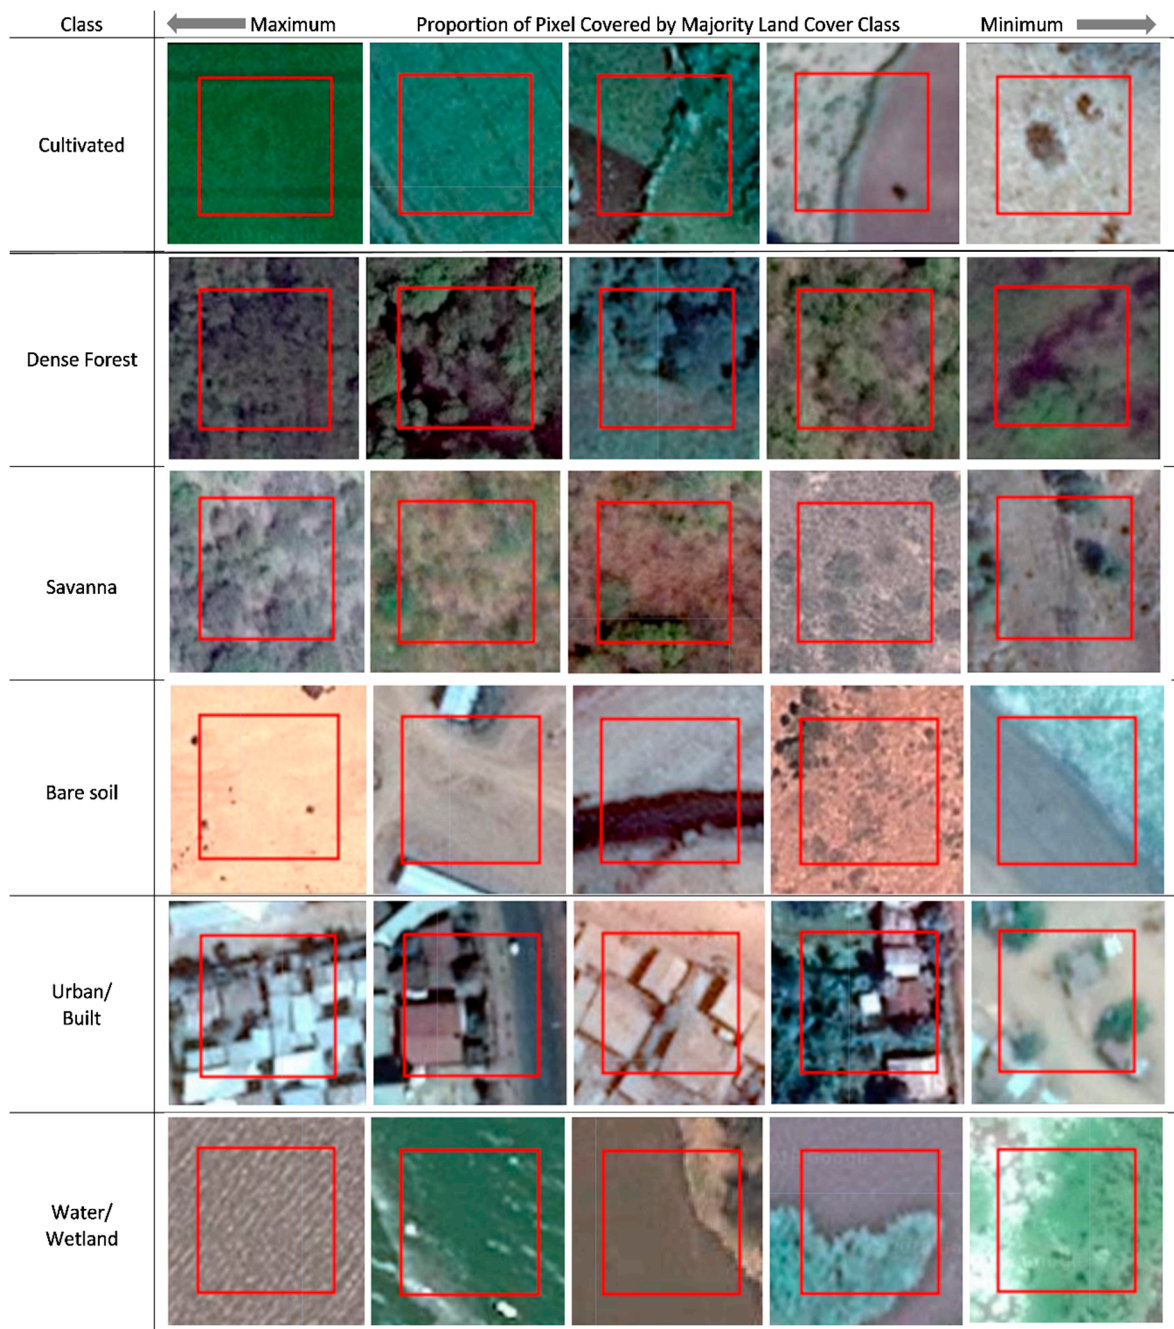 Class Maximum Proportion of Pixel Covered by Majority Land Cover Class Minimum
Cultivated
Dense Forest
Savanna
Bare soil
Urban/
Built
Water/
Wetland